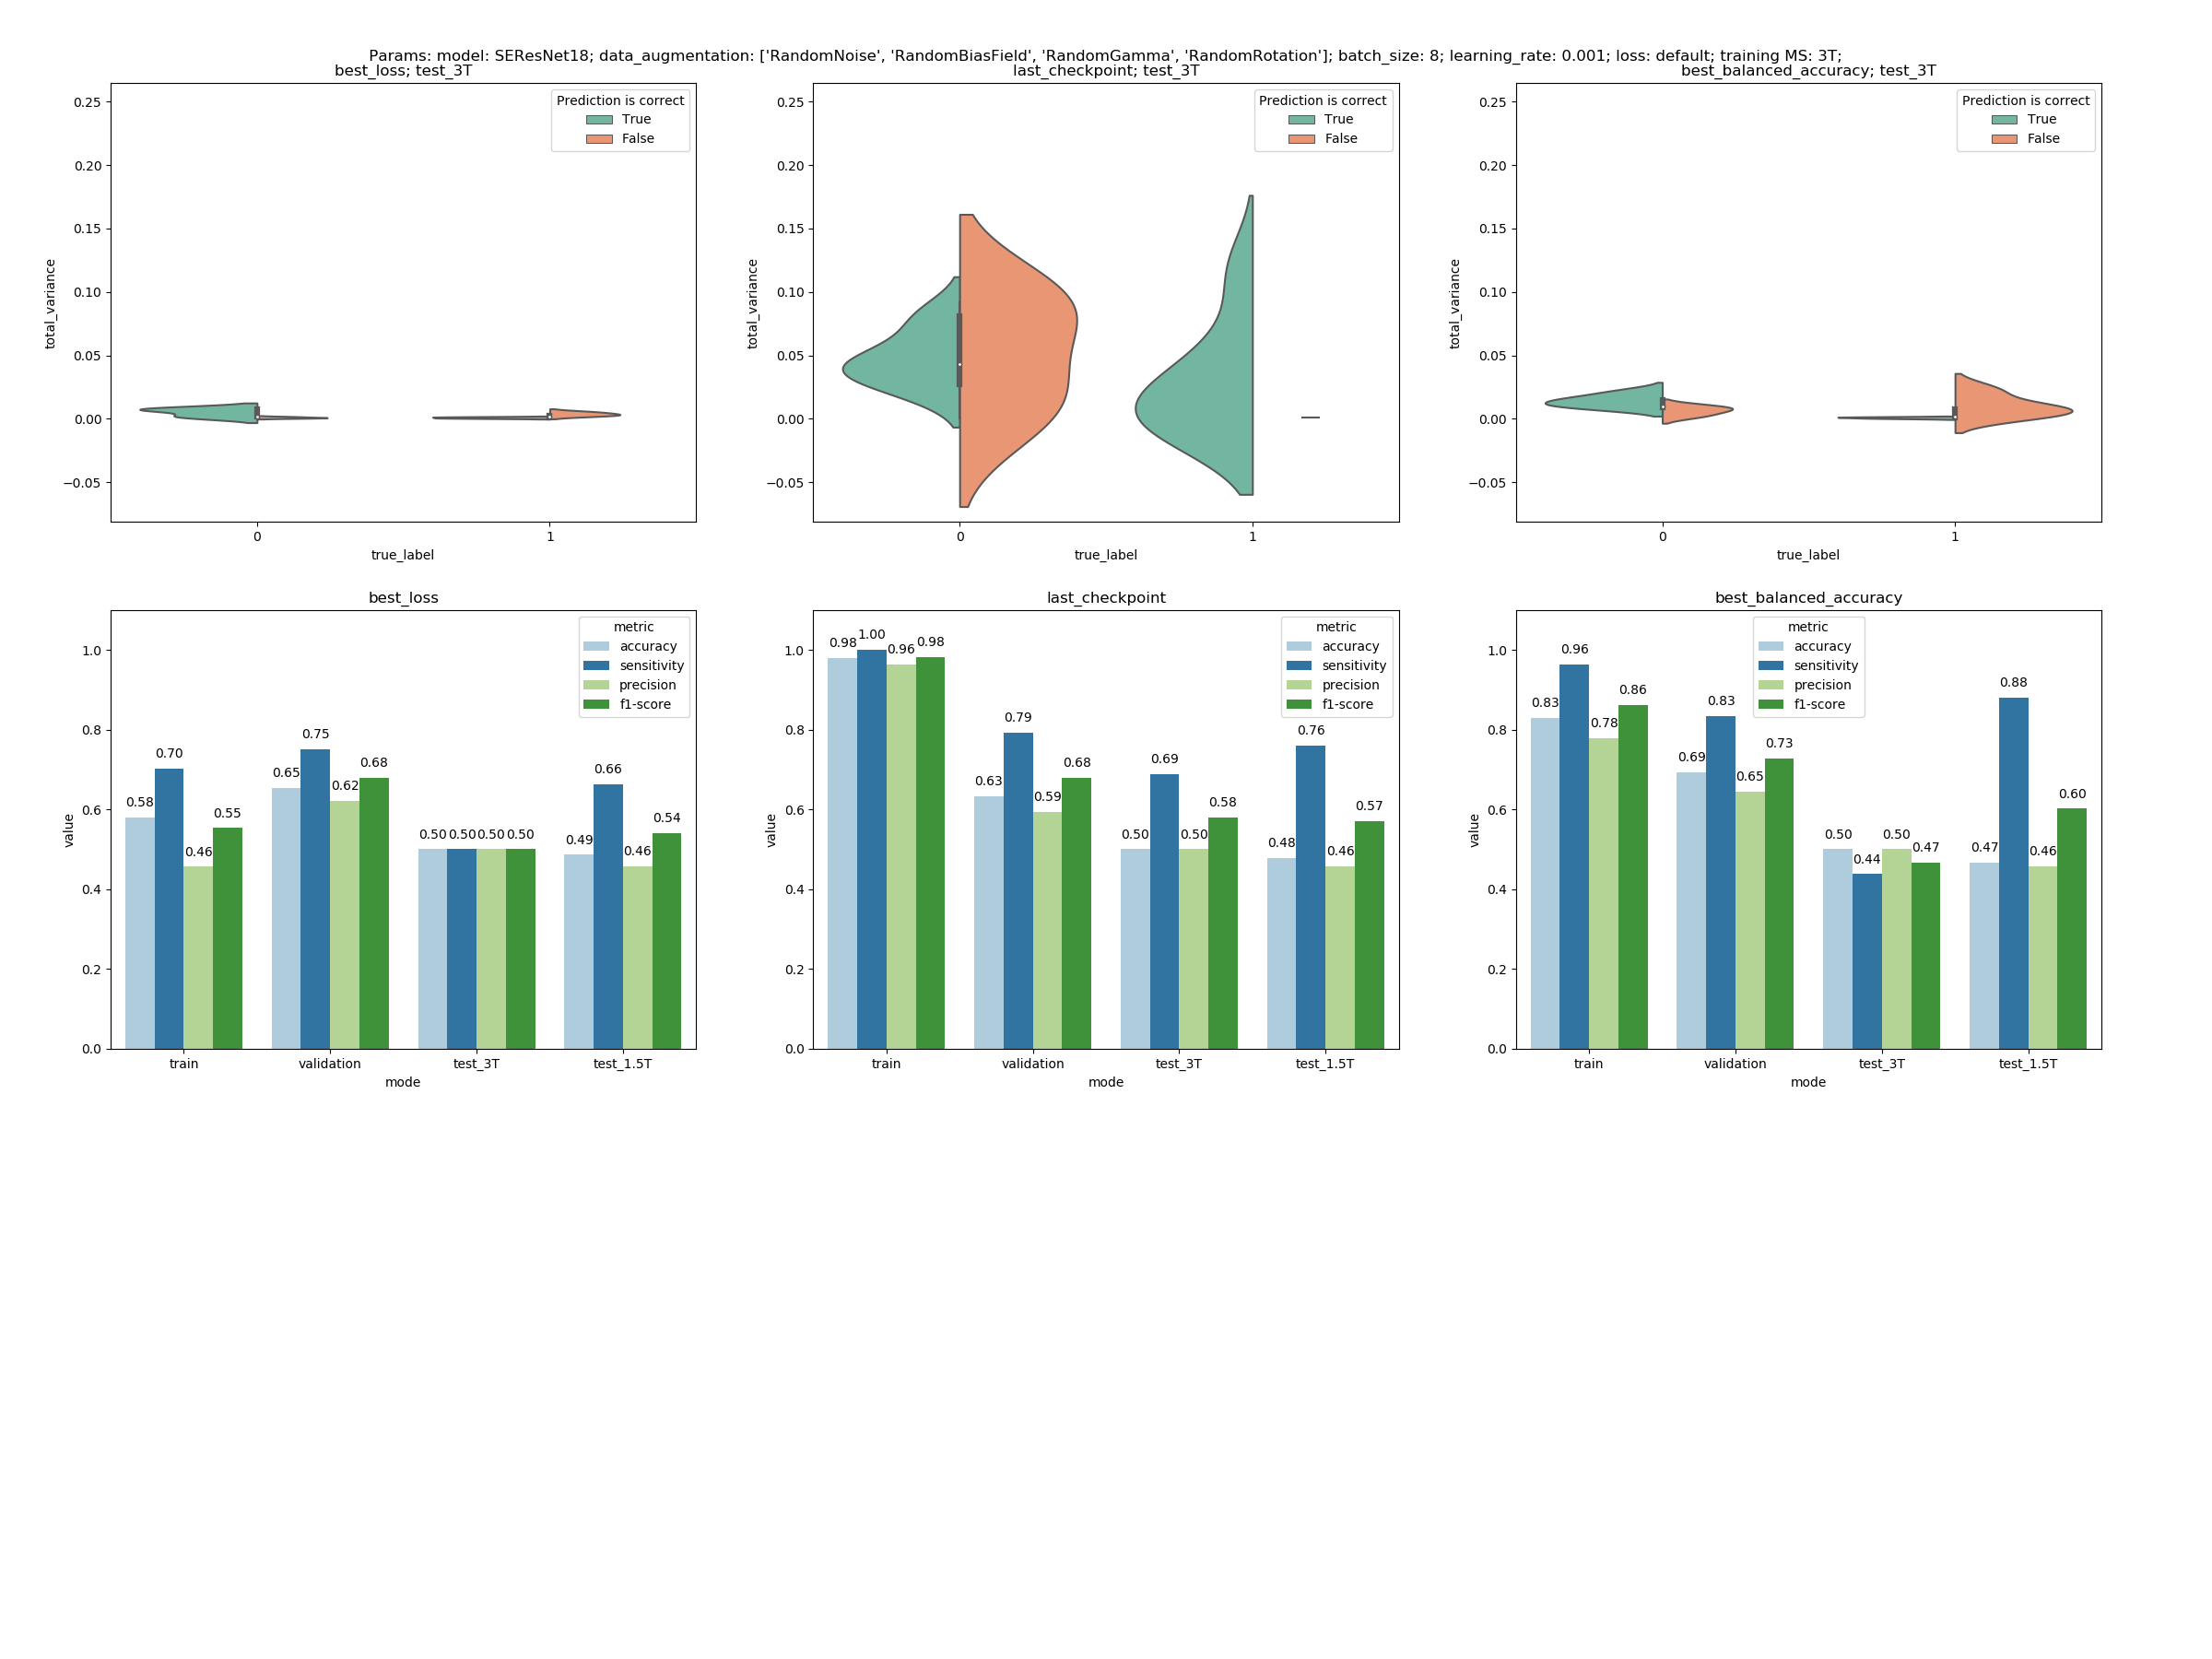 Params: model: SEResNet18; data_augmentation: ['RandomNoise', 'RandomBiasField', 'RandomGamma', 'RandomRotation']; batch_size: 8; learning_rate: 0.001; loss: default; training MS: 3T;
best_loss; test_3T
total_variance
0.25
0.20
0.15
0.10
0.05
0.00
−0.05
Prediction is correct
True
False
0 1
true_label
last_checkpoint; test_3T
total_variance
0.25
0.20
0.15
0.10
0.05
0.00
−0.05
Prediction is correct
True
False
0 1
true_label
best_balanced_accuracy; test_3T
total_variance
0.25
0.20
0.15
0.10
0.05
0.00
−0.05
Prediction is correct
True
False
0 1
true_label
best_loss
value
1.0
0.8
0.6
0.4
0.2
0.0
metric
accuracy
sensitivity
precision
f1-score
0.58 0.70 0.46 0.55
0.65 0.75 0.62 0.68
0.50 0.50 0.50 0.50
0.49 0.66 0.46 0.54
train validation test_3T test_1.5T
mode
last_checkpoint
value
1.0
0.8
0.6
0.4
0.2
0.0
metric
accuracy
sensitivity
precision
f1-score
0.98 1.00 0.96 0.98
0.63 0.79 0.59 0.68
0.50 0.69 0.50 0.58
0.48 0.76 0.46 0.57
train validation test_3T test_1.5T
mode
best_balanced_accuracy
value
1.0
0.8
0.6
0.4
0.2
0.0
metric
accuracy
sensitivity
precision
f1-score
0.83 0.96 0.78 0.86
0.69 0.83 0.65 0.73
0.50 0.44 0.50 0.47
0.47 0.88 0.46 0.60
train validation test_3T test_1.5T
mode